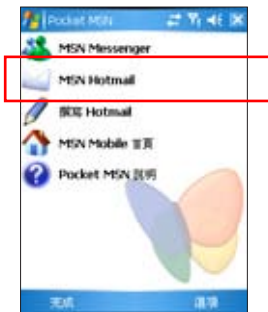 Pocket MSN
MSN Messenger
MSN Hotmail
撰寫 Hotmail
MSN Mobile 首頁
Pocket MSN 說明
完成
選項